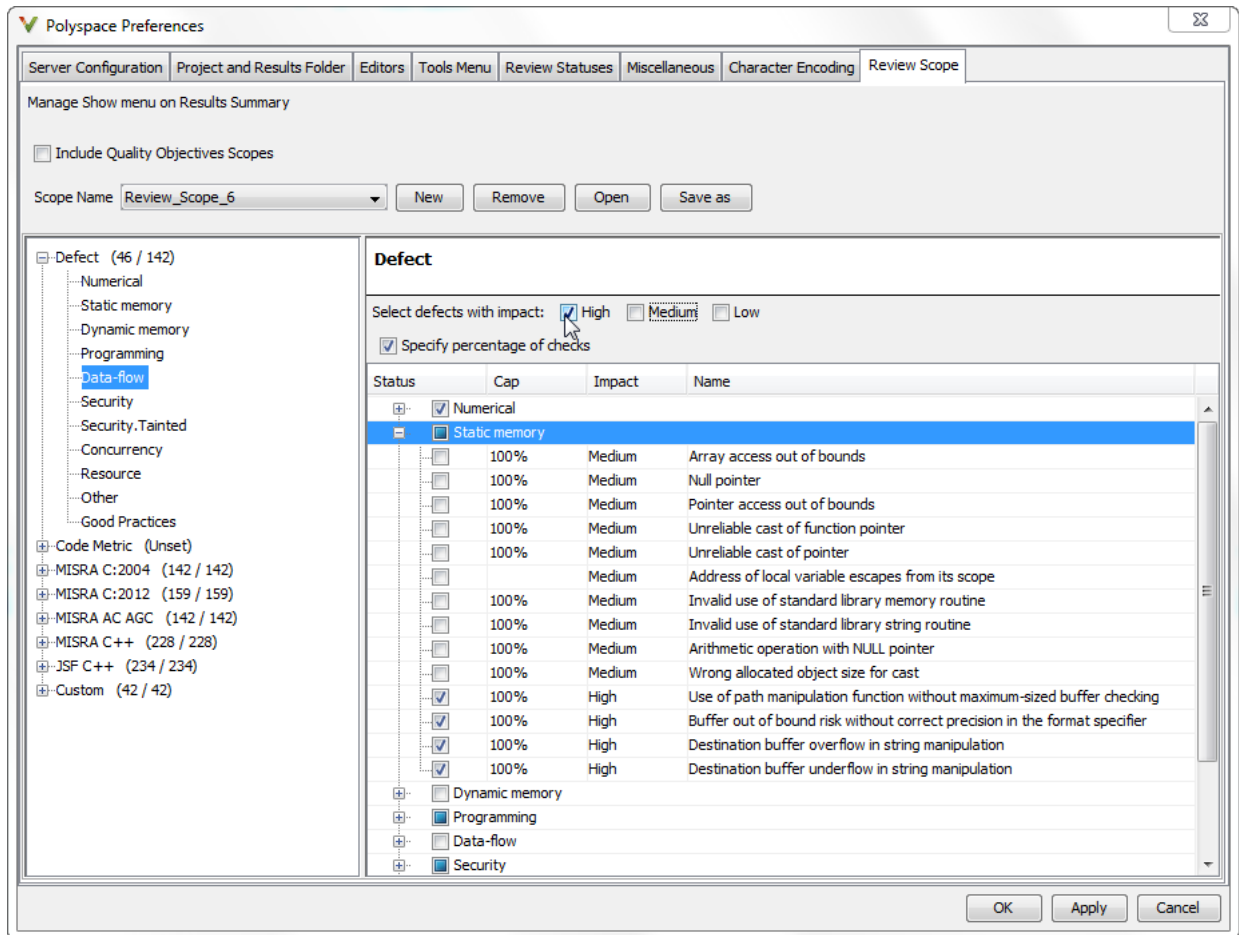 Polyspace Preferences
Server Configuration Project and Results Folder Editors Tools Menu Review Statuses Miscellaneous Character Encoding Review Scope
Manage Show menu on Results Summary
Include Quality Objectives Scopes
Scope Name Review_Scope_6 New Remove Open Save as
Defect (46 / 142)
Numerical
Static memory
Dynamic memory
Programming
Data-flow
Security
Security.Tainted
Concurrency
Resource
Other
Good Practices
Code Metric (Unset)
MISRA C:2004 (142 / 142)
MISRA C:2012 (159 / 159)
MISRA AC AGC (142 / 142)
MISRA C++ (228 / 228)
JSF C++ (234 / 234)
Custom (42 / 42)
Defect
Select defects with impact: High Medium Low
Specify percentage of checks
Status Cap Impact Name
Numerical
Static memory
100% Medium Array access out of bounds
100% Medium Null pointer
100% Medium Pointer access out of bounds
100% Medium Unreliable cast of function pointer
100% Medium Unreliable cast of pointer
Medium Address of local variable escapes from its scope
100% Medium Invalid use of standard library memory routine
100% Medium Invalid use of standard library string routine
100% Medium Arithmetic operation with NULL pointer
100% Medium Wrong allocated object size for cast
100% High Use of path manipulation function without maximum-sized buffer checking
100% High Buffer out of bound risk without correct precision in the format specifier
100% High Destination buffer overflow in string manipulation
100% High Destination buffer underflow in string manipulation
Dynamic memory
Programming
Data-flow
Security
OK Apply Cancel